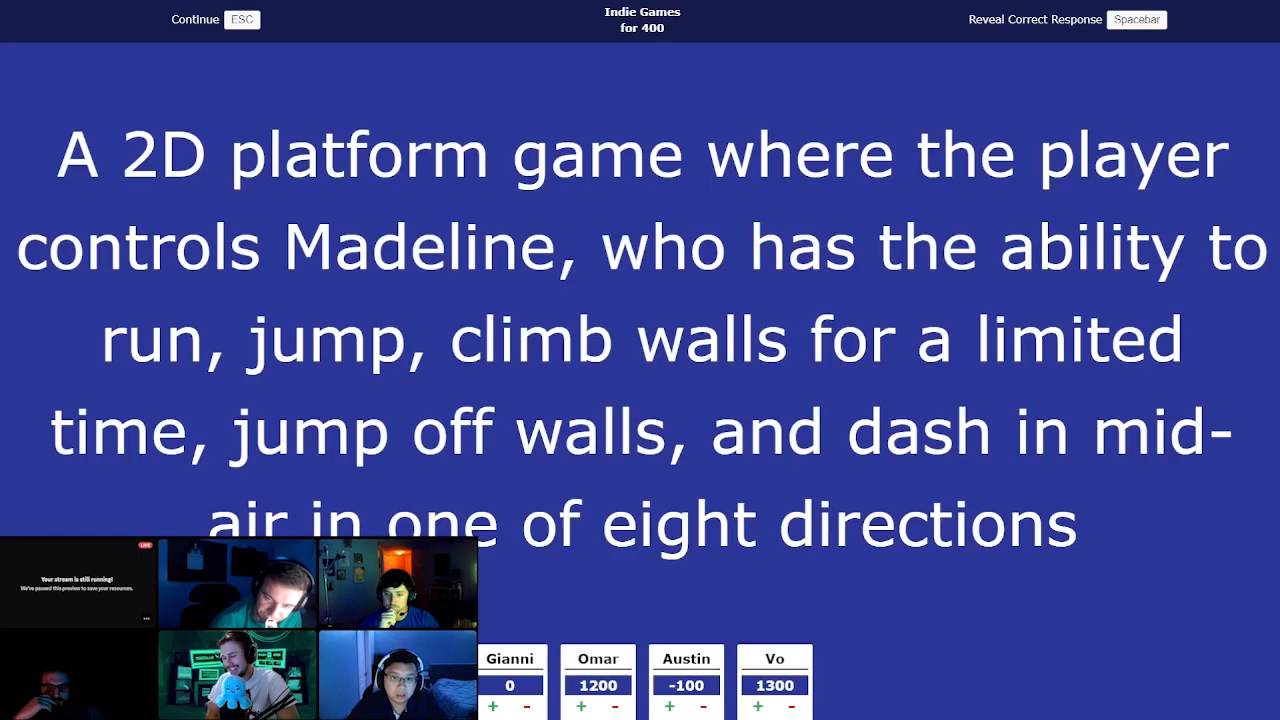 Continue ESC
Indie Games
for 400
Reveal Correct Response Spacebar
A 2D platform game where the player
controls Madeline, who has the ability to
run, jump, climb walls for a limited
time, jump off walls, and dash in mid-
air in one of eight directions
LIVE
Your stream is still running!
We've paused this preview to save your resources.
Gianni Omar Austin Vo
0 1200 -100 1300
+ - + - + - + -